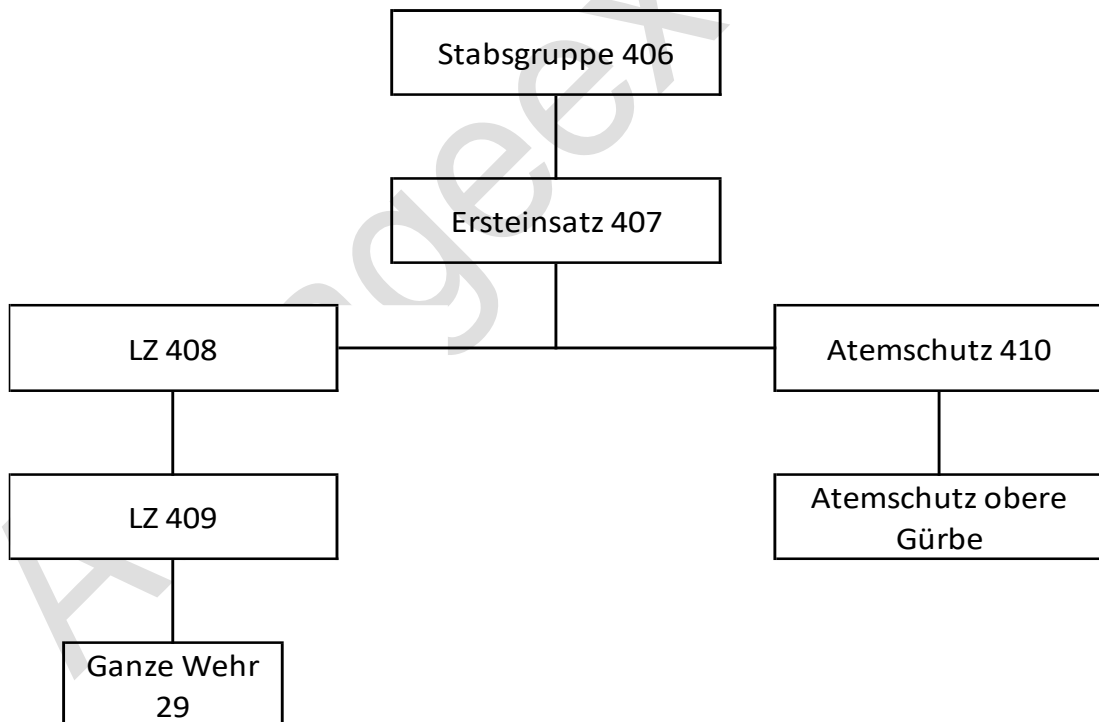 Stabsgruppe 406
Ersteinsatz 407
LZ 408
Atemschutz 410
LZ 409
Atemschutz obere
Gürbe
Ganze Wehr
29